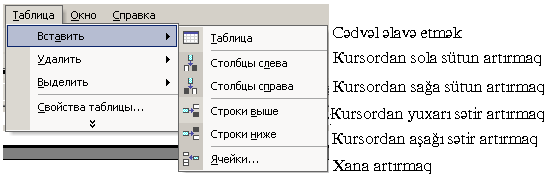 Таблица Окно Справка
Вставить
Удалить
Выделить
Свойства таблицы...
Таблица
Столбцы слева
Столбцы справа
Строки выше
Строки ниже
Ячейки...
Cədvəl əlavə etmək
Kursordan sola sütun artırmaq
Kursordan sağa sütun artırmaq
Kursordan yuxarı sətir artırmaq
Kursordan aşağı sətir artırmaq
Xana artırmaq